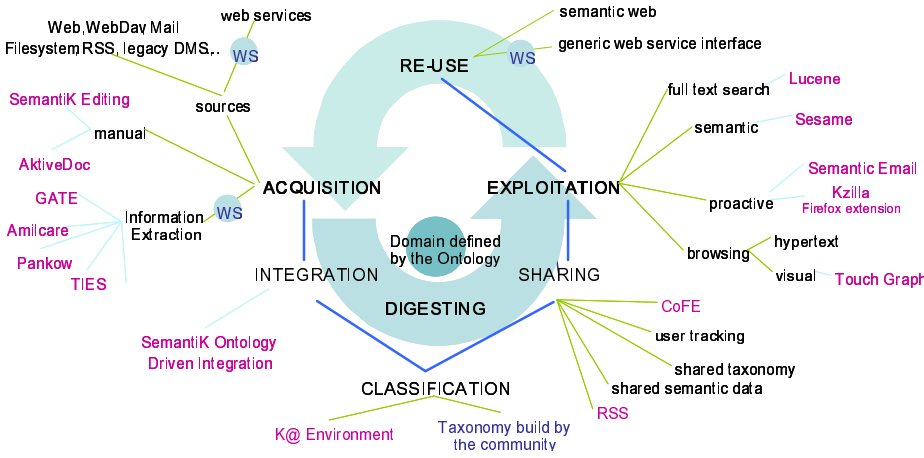 web services
Web,WebDay, Mail
Filesystem,RSS, legacy DMS,..
WS
sources
SemantiK Editing
manual
AktiveDoc
GATE
Amilcare
Pankow
TIES
Information
Extraction
WS
ACQUISITION
RE-USE
semantic web
WS
generic web service interface
EXPLOITATION
full text search
Lucene
semantic
Sesame
proactive
Semantic Email
Kzilla
Firefox extension
browsing
hypertext
visual
Touch Graph
Domain defined
by the Ontology
INTEGRATION
SHARING
DIGESTING
SemantiK Ontology
Driven Integration
CoFE
user tracking
shared taxonomy
shared semantic data
RSS
CLASSIFICATION
K@ Environment
Taxonomy build by
the community